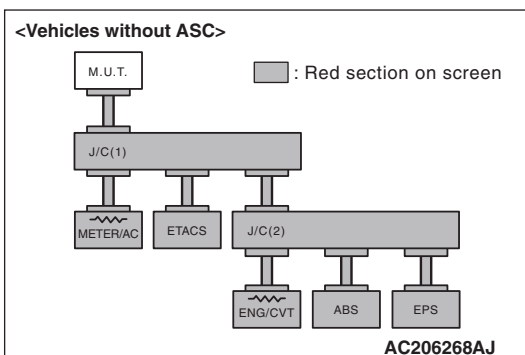 <Vehicles without ASC>
M.U.T.
: Red section on screen
J/C(1)
METER/AC
ETACS
J/C(2)
ENG/CVT
ABS
EPS
AC206268AJ